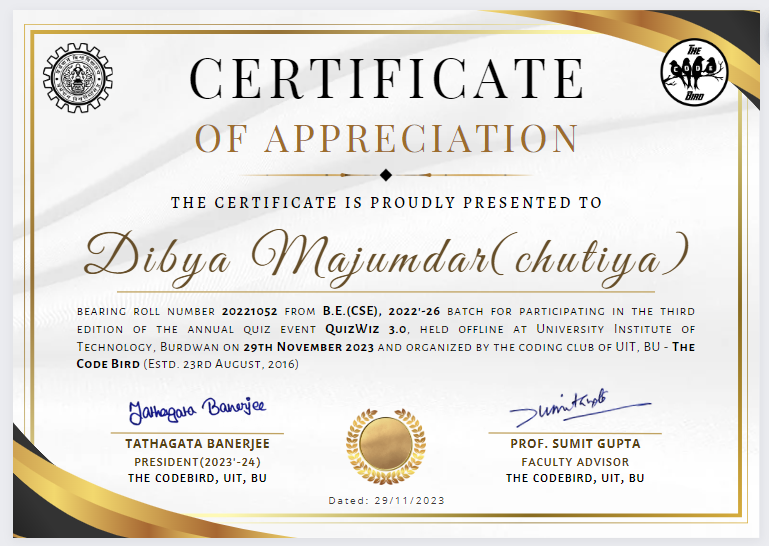 THE
CODE
BIRD
CERTIFICATE
OF APPRECIATION
THE CERTIFICATE IS PROUDLY PRESENTED TO
Dibya Majumdar(chutiya)
BEARING ROLL NUMBER 20221052 FROM B.E.(CSE), 2022'-26 BATCH FOR PARTICIPATING IN THE THIRD
EDITION OF THE ANNUAL QUIZ EVENT QUIZWIZ 3.0, HELD OFFLINE AT UNIVERSITY INSTITUTE OF
TECHNOLOGY, BURDWAN ON 29TH NOVEMBER 2023 AND ORGANIZED BY THE CODING CLUB OF UIT, BU - THE
CODE BIRD (ESTD. 23RD AUGUST, 2016)
Tathagata Banerjee
Sumit Gupta
TATHAGATA BANERJEE
PROF. SUMIT GUPTA
PRESIDENT(2023'-24)
FACULTY ADVISOR
THE CODEBIRD, UIT, BU
THE CODEBIRD, UIT, BU
Dated: 29/11/2023